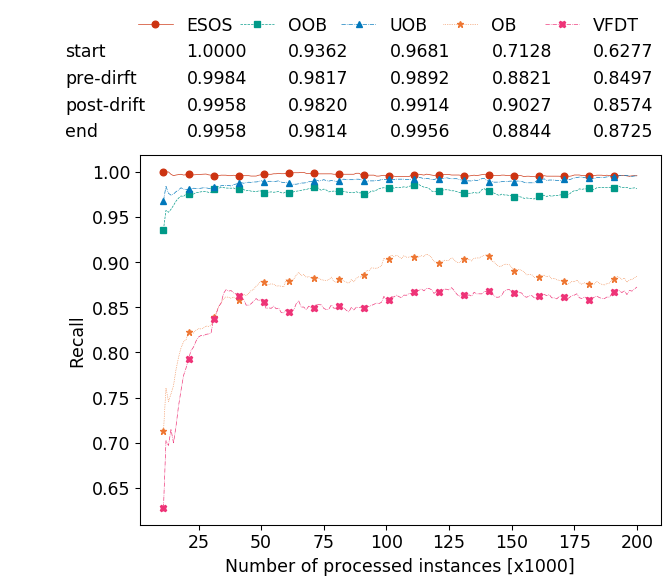 ESOS OOB UOB OB VFDT
start 1.0000 0.9362 0.9681 0.7128 0.6277
pre-dirft 0.9984 0.9817 0.9892 0.8821 0.8497
post-drift 0.9958 0.9820 0.9914 0.9027 0.8574
end 0.9958 0.9814 0.9956 0.8844 0.8725
1.00
0.95
0.90
0.85
0.80
0.75
0.70
0.65
Recall
25 50 75 100 125 150 175 200
Number of processed instances [x1000]